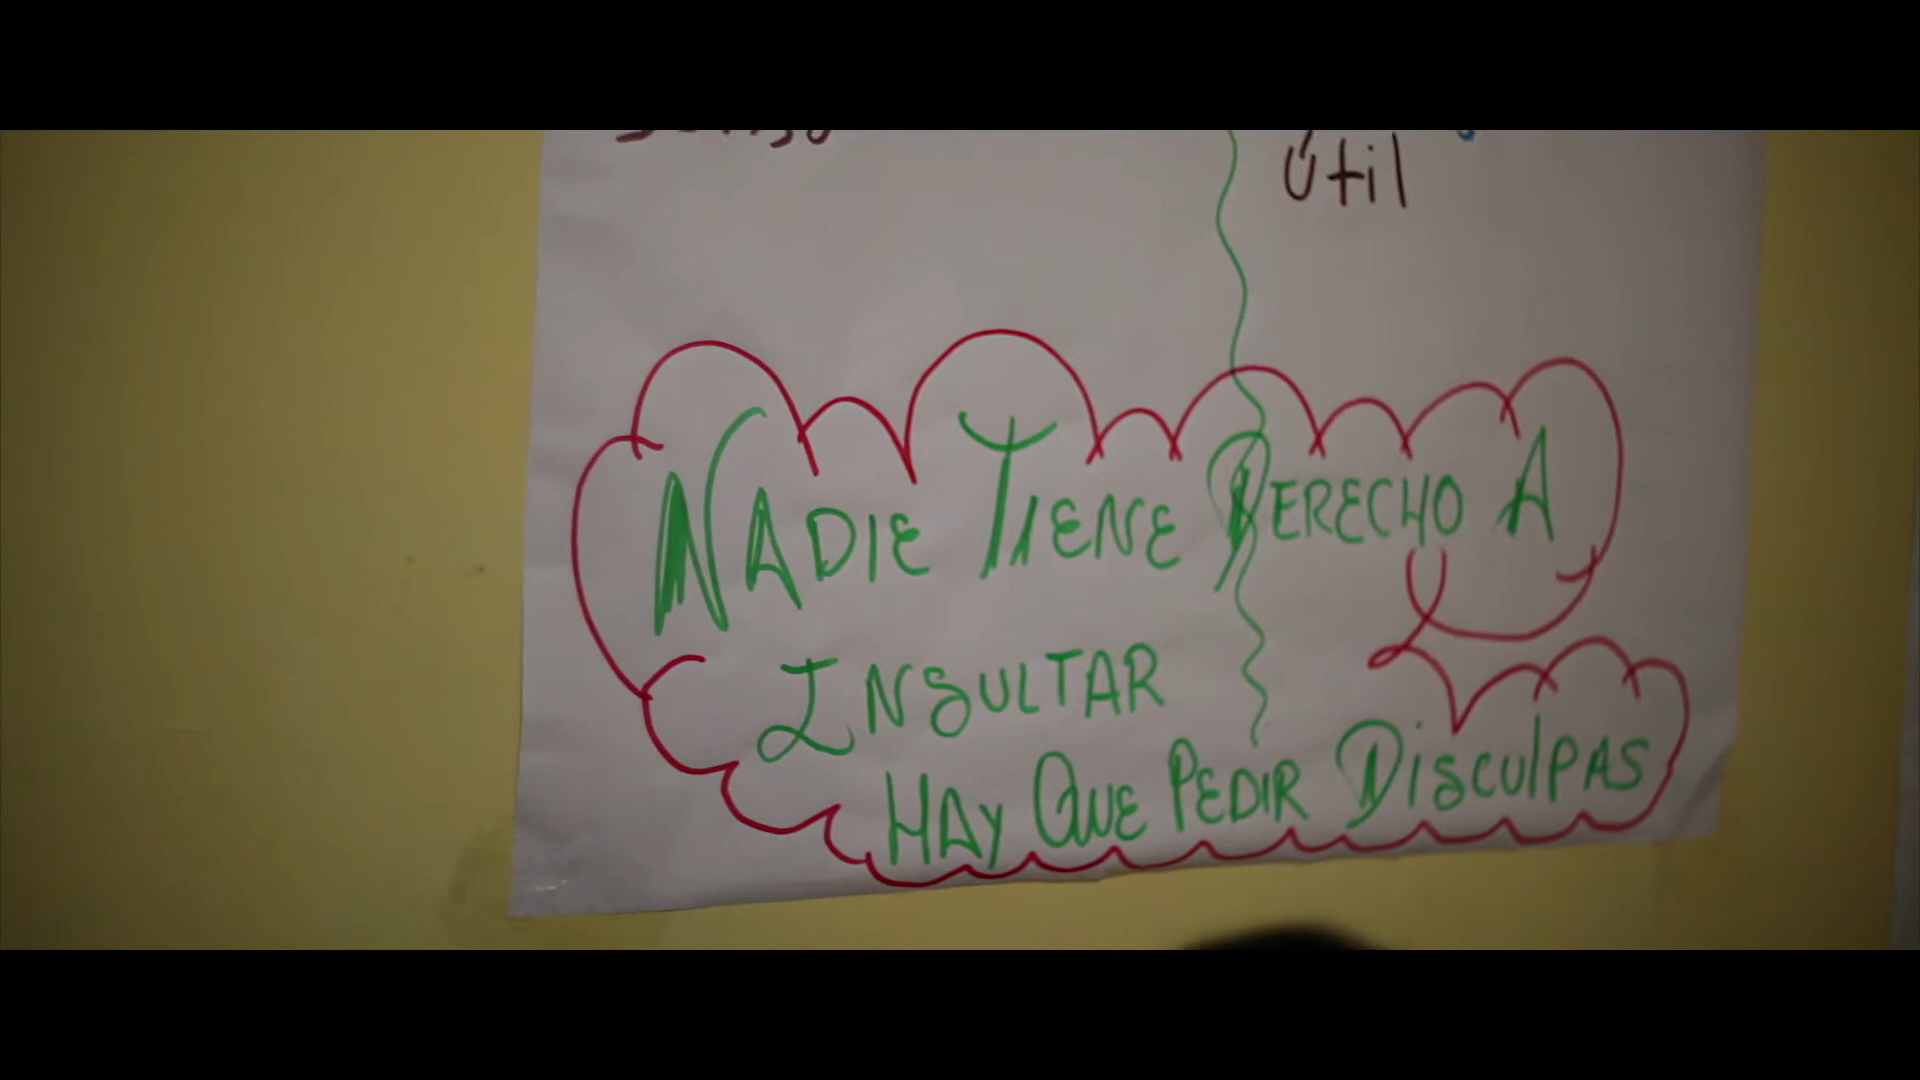 Útil
NADIE TIENE DERECHO A
INSULTAR
HAY QUE PEDIR DISCULPAS